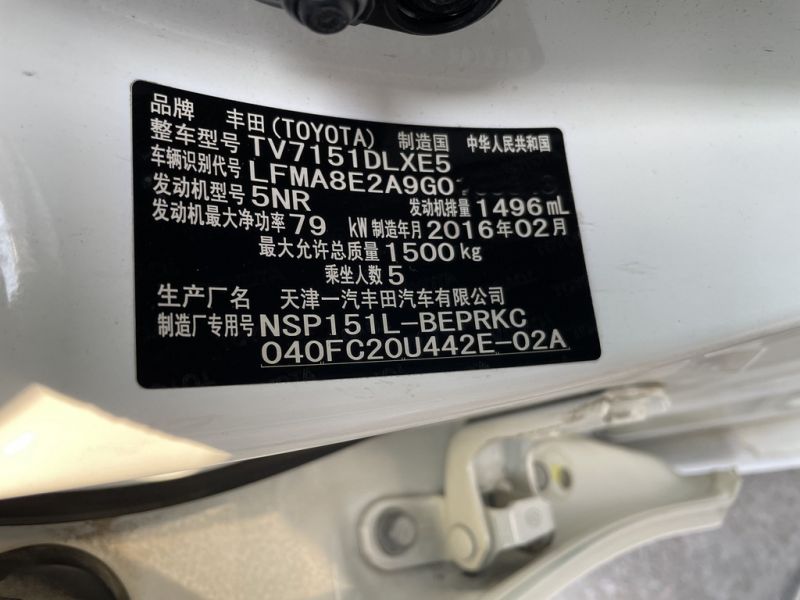 品牌 丰田(TOYOTA) 制造国 中华人民共和国
整车型号 TV7151DLXE5
车辆识别代号 LFMA8E2A9G0
发动机型号 5NR 发动机排量 1496 mL
发动机最大净功率 79 kW 制造年月 2016年02月
最大允许总质量 1500 kg
乘坐人数 5
生产厂名 天津一汽丰田汽车有限公司
制造厂专用号 NSP151L-BEPRKC
040FC20U442E-02A